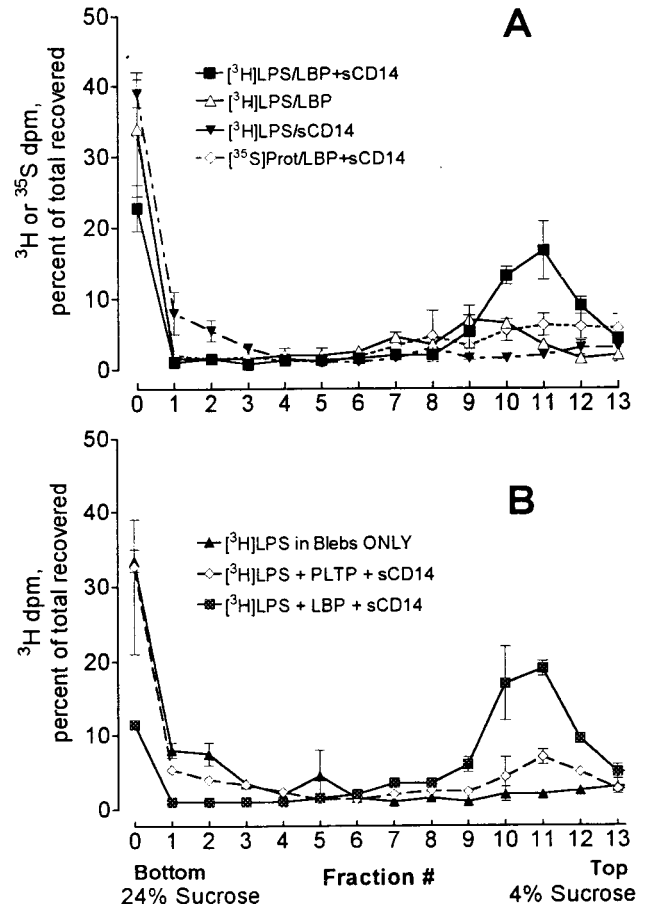 A
50
40
30
20
10
0
³H or ³⁵S dpm,
percent of total recovered
[³H]LPS/LBP+sCD14
[³H]LPS/LBP
[³H]LPS/sCD14
[³⁵S]Prot/LBP+sCD14
0 1 2 3 4 5 6 7 8 9 10 11 12 13
B
50
40
30
20
10
0
³H dpm,
percent of total recovered
[³H]LPS in Blebs ONLY
[³H]LPS + PLTP + sCD14
[³H]LPS + LBP + sCD14
0 1 2 3 4 5 6 7 8 9 10 11 12 13
Bottom Fraction # Top
24% Sucrose 4% Sucrose